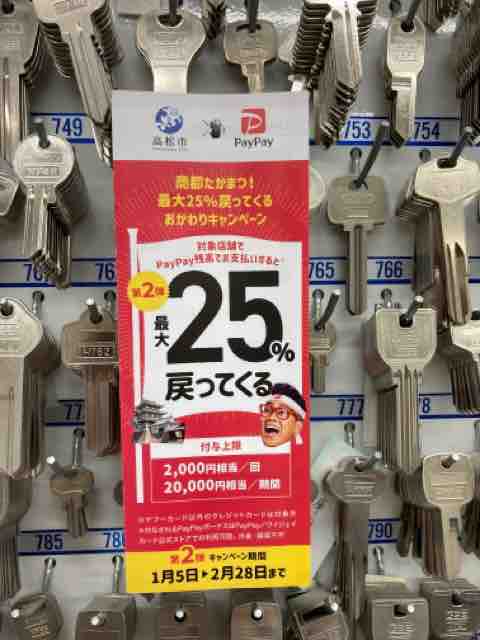 749
753
754
高松市
PayPay
商都たかまつ！
最大25%戻ってくる
おかわりキャンペーン
対象店舗で
PayPay残高でお支払いすると
765
766
第2弾
最大
25%
戻ってくる
777
付与上限
2,000円相当／回
20,000円相当／期間
785
790
第2弾 キャンペーン期間
1月5日▶2月28日まで